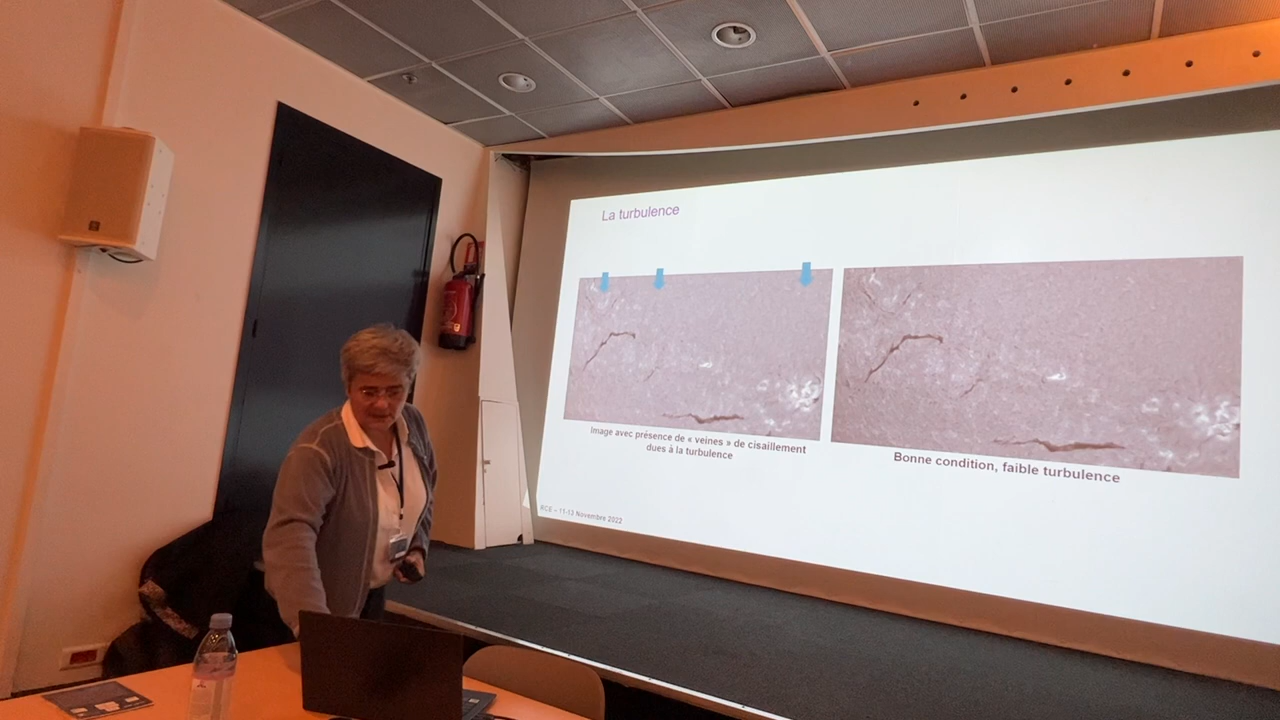 La turbulence
Image avec présence de « veines » de cisaillement
dues à la turbulence
Bonne condition, faible turbulence
RCE – 11-13 Novembre 2022